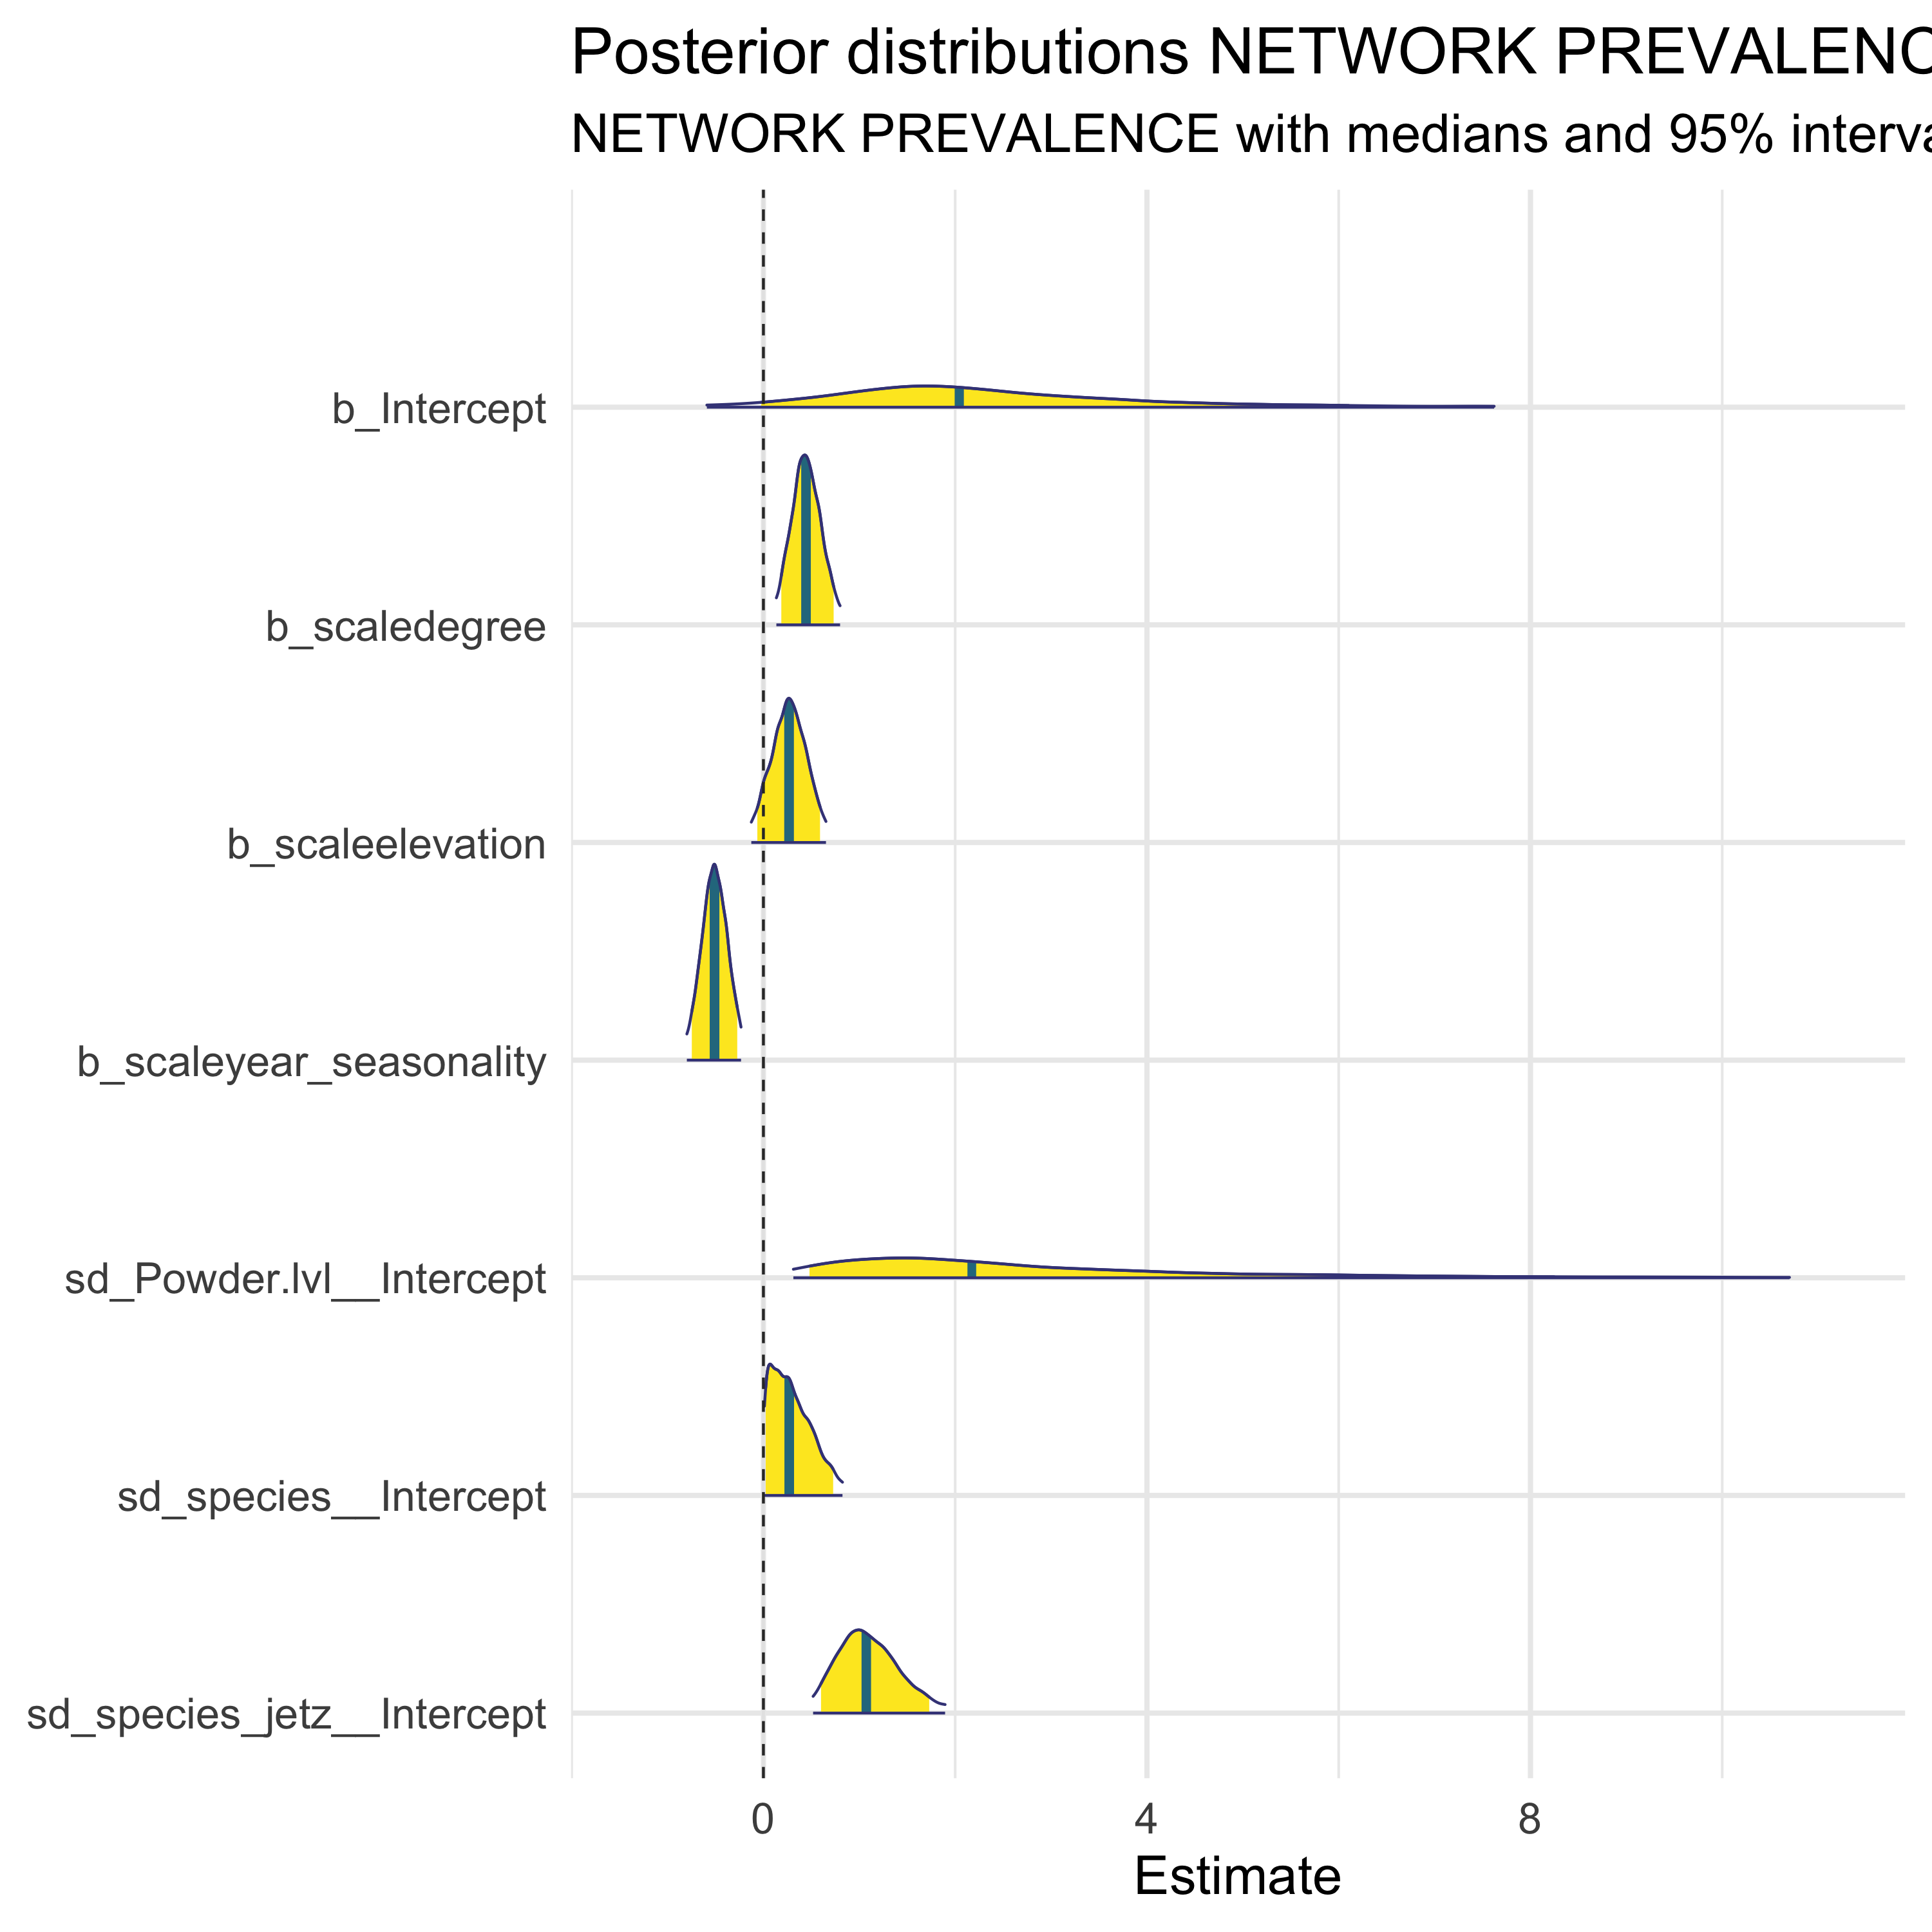 Posterior distributions NETWORK PREVALENC
NETWORK PREVALENCE with medians and 95% interva
b_Intercept
b_scaledegree
b_scaleelevation
b_scaleyear_seasonality
sd_Powder.lvl__Intercept
sd_species__Intercept
sd_species_jetz__Intercept
0 4 8
Estimate